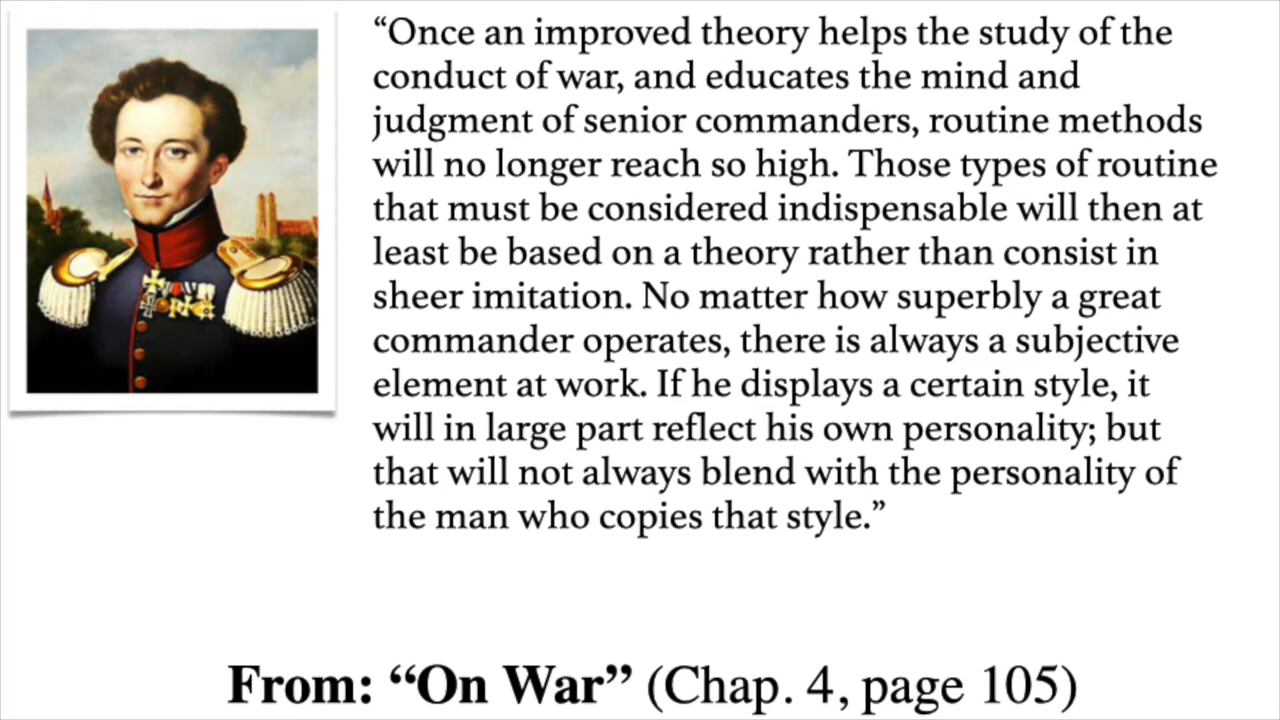 “Once an improved theory helps the study of the
conduct of war, and educates the mind and
judgment of senior commanders, routine methods
will no longer reach so high. Those types of routine
that must be considered indispensable will then at
least be based on a theory rather than consist in
sheer imitation. No matter how superbly a great
commander operates, there is always a subjective
element at work. If he displays a certain style, it
will in large part reflect his own personality; but
that will not always blend with the personality of
the man who copies that style.”
From: “On War” (Chap. 4, page 105)